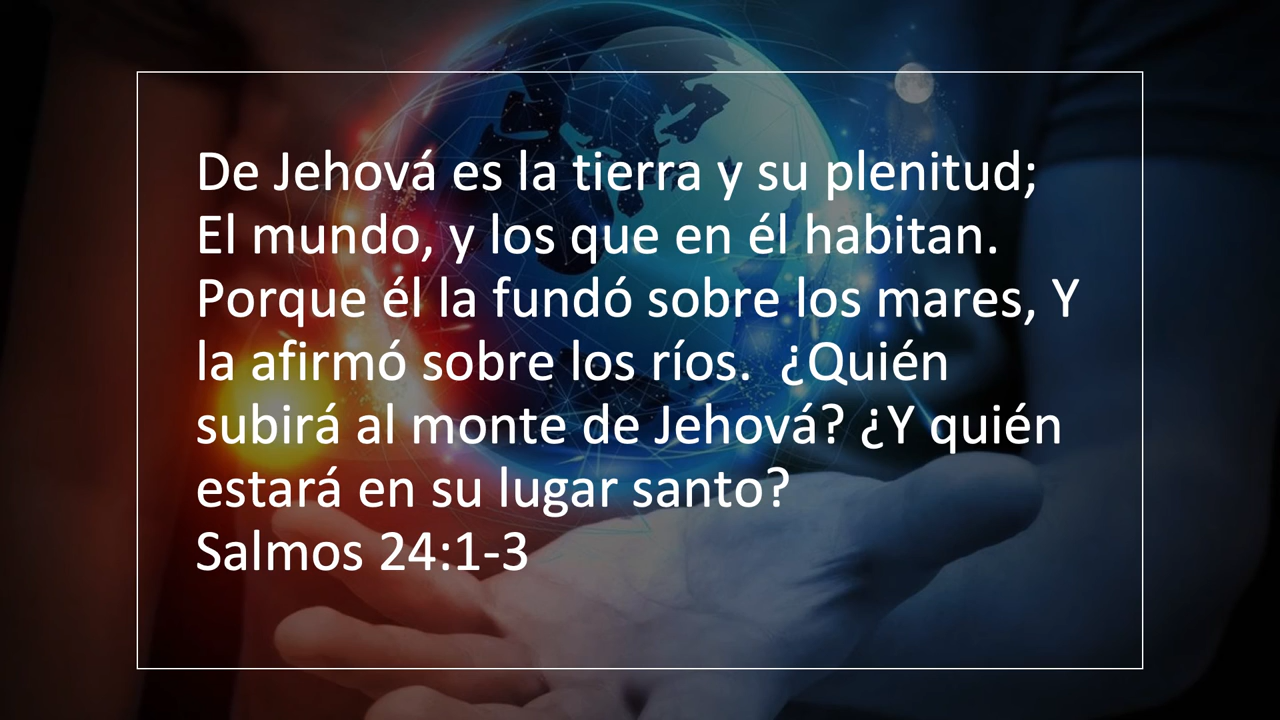 De Jehová es la tierra y su plenitud;
El mundo, y los que en él habitan.
Porque él la fundó sobre los mares, Y
la afirmó sobre los ríos.  ¿Quién
subirá al monte de Jehová? ¿Y quién
estará en su lugar santo?
Salmos 24:1-3